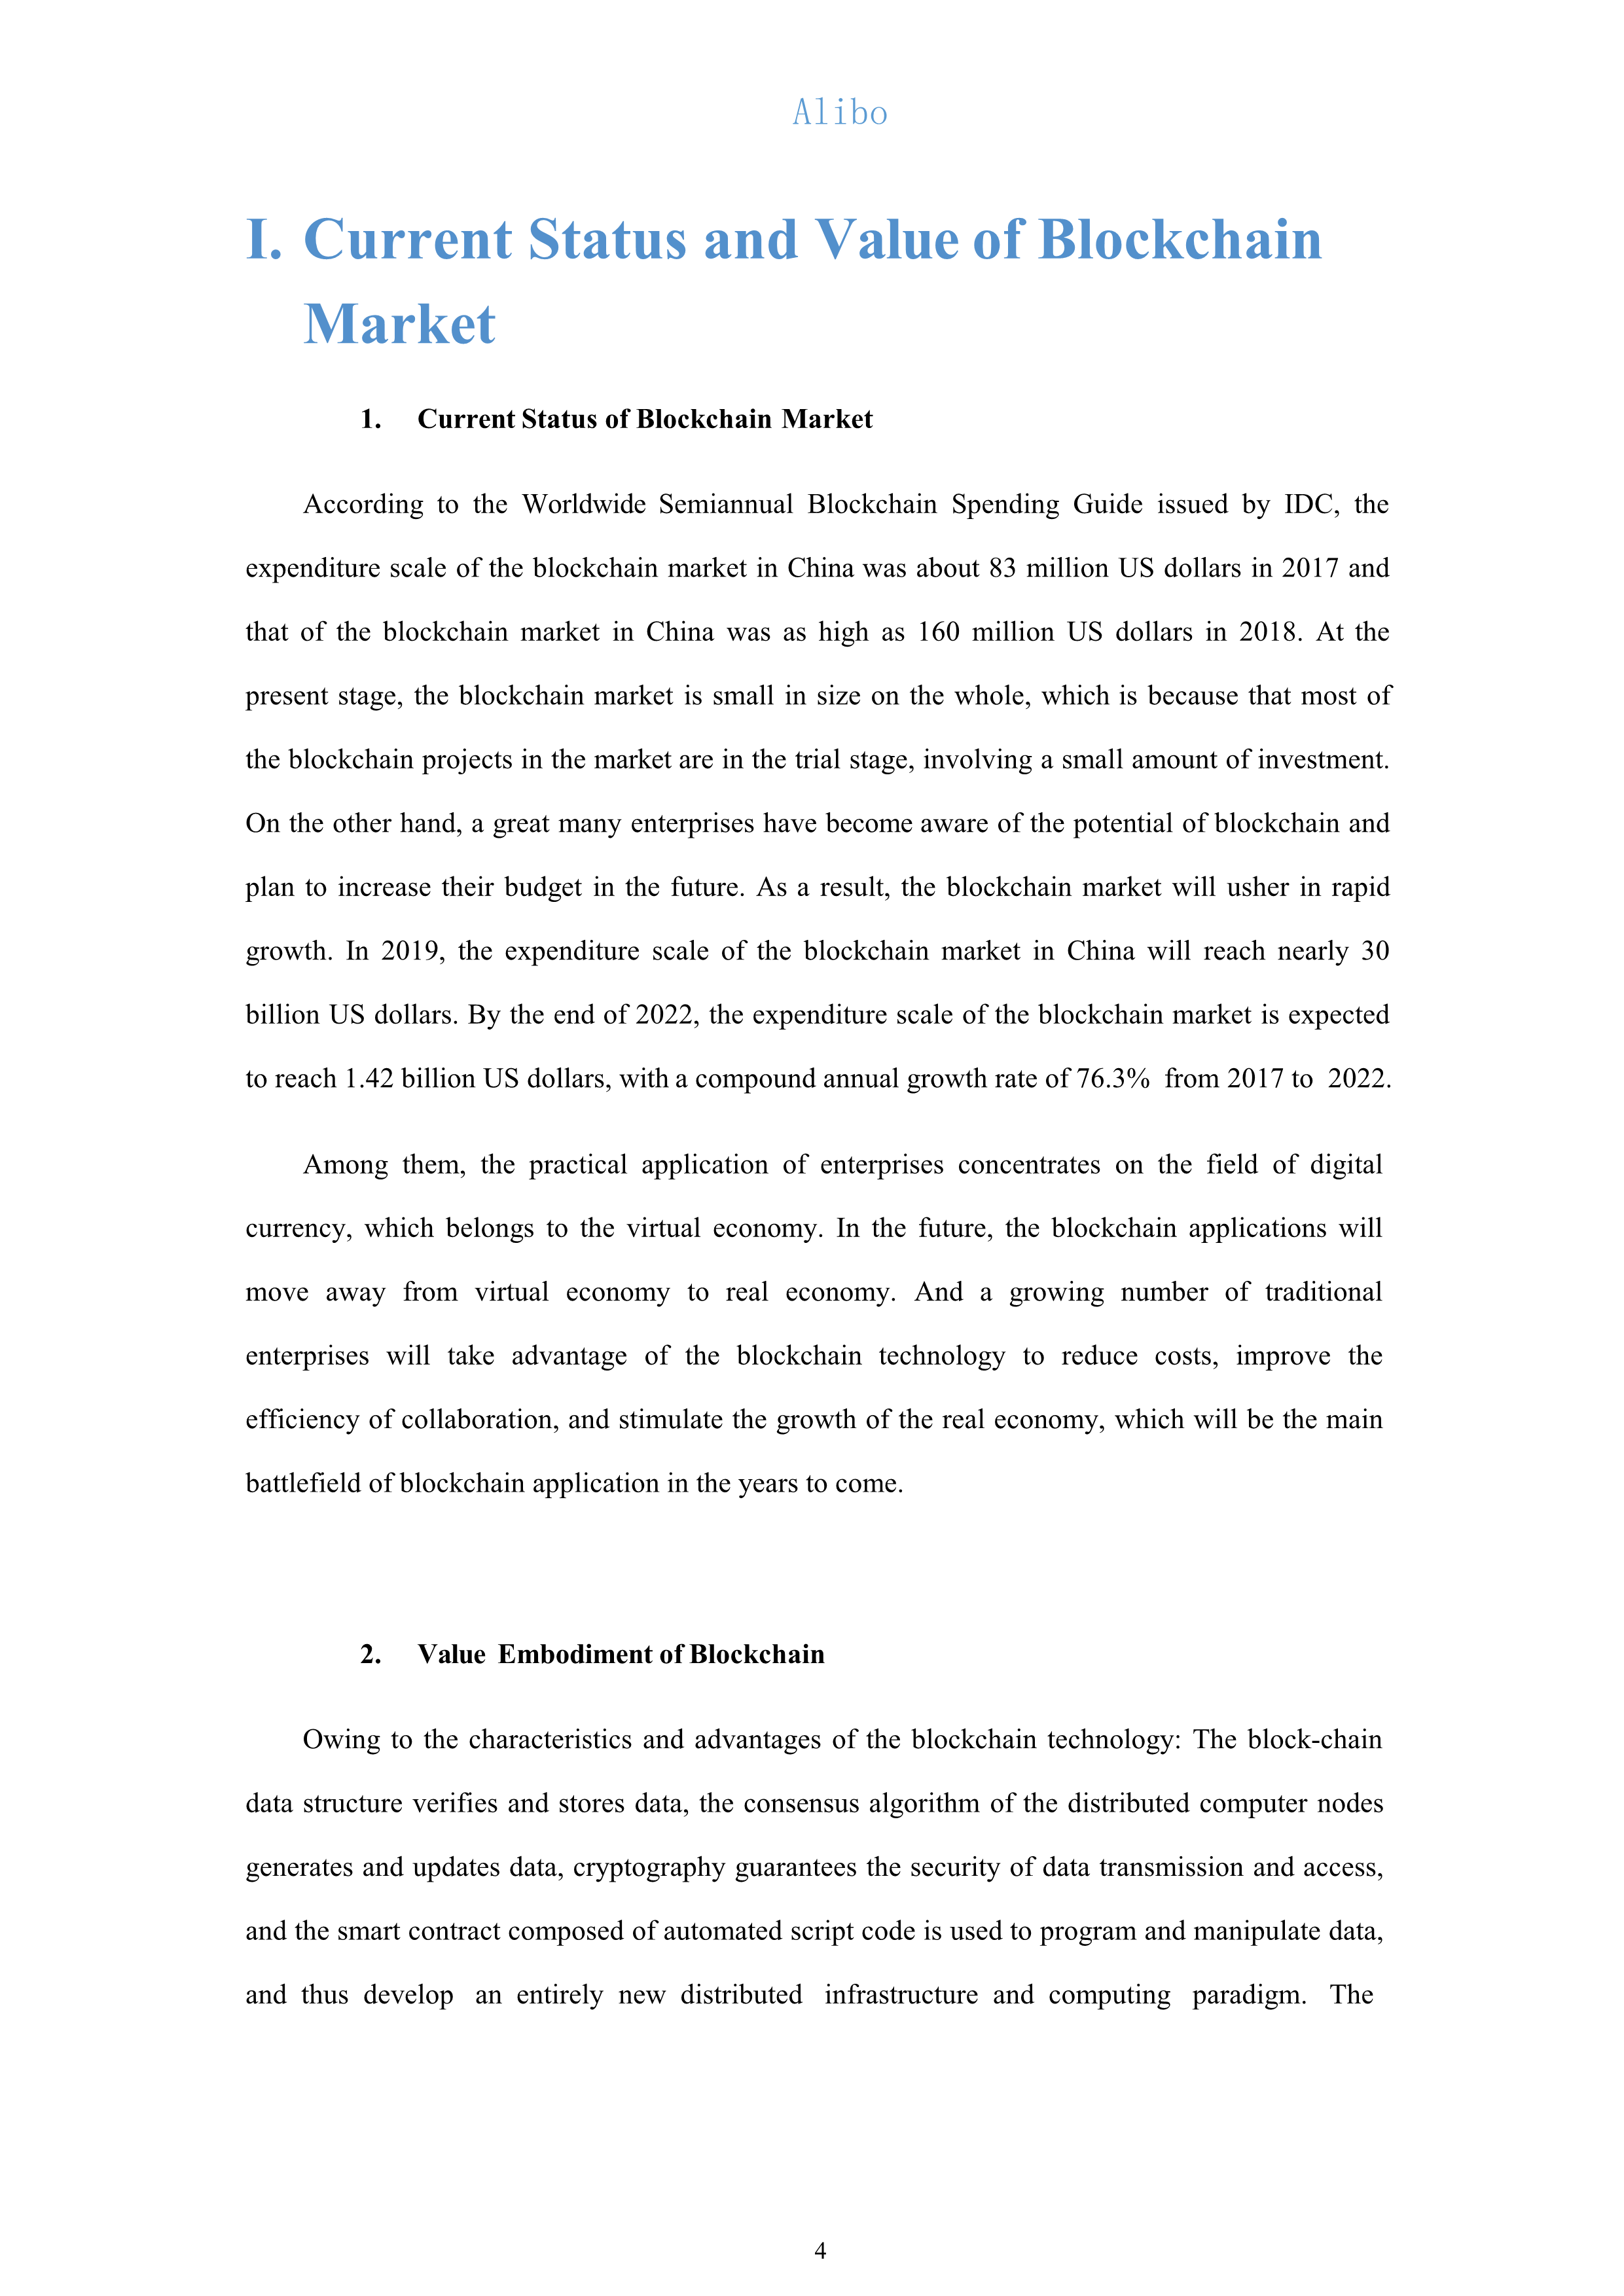 Alibo
I. Current Status and Value of Blockchain
Market
1. Current Status of Blockchain Market
According to the Worldwide Semiannual Blockchain Spending Guide issued by IDC, the
expenditure scale of the blockchain market in China was about 83 million US dollars in 2017 and
that of the blockchain market in China was as high as 160 million US dollars in 2018. At the
present stage, the blockchain market is small in size on the whole, which is because that most of
the blockchain projects in the market are in the trial stage, involving a small amount of investment.
On the other hand, a great many enterprises have become aware of the potential of blockchain and
plan to increase their budget in the future. As a result, the blockchain market will usher in rapid
growth. In 2019, the expenditure scale of the blockchain market in China will reach nearly 30
billion US dollars. By the end of 2022, the expenditure scale of the blockchain market is expected
to reach 1.42 billion US dollars, with a compound annual growth rate of 76.3% from 2017 to 2022.
Among them, the practical application of enterprises concentrates on the field of digital
currency, which belongs to the virtual economy. In the future, the blockchain applications will
move away from virtual economy to real economy. And a growing number of traditional
enterprises will take advantage of the blockchain technology to reduce costs, improve the
efficiency of collaboration, and stimulate the growth of the real economy, which will be the main
battlefield of blockchain application in the years to come.
2. Value Embodiment of Blockchain
Owing to the characteristics and advantages of the blockchain technology: The block-chain
data structure verifies and stores data, the consensus algorithm of the distributed computer nodes
generates and updates data, cryptography guarantees the security of data transmission and access,
and the smart contract composed of automated script code is used to program and manipulate data,
and thus develop an entirely new distributed infrastructure and computing paradigm. The
4